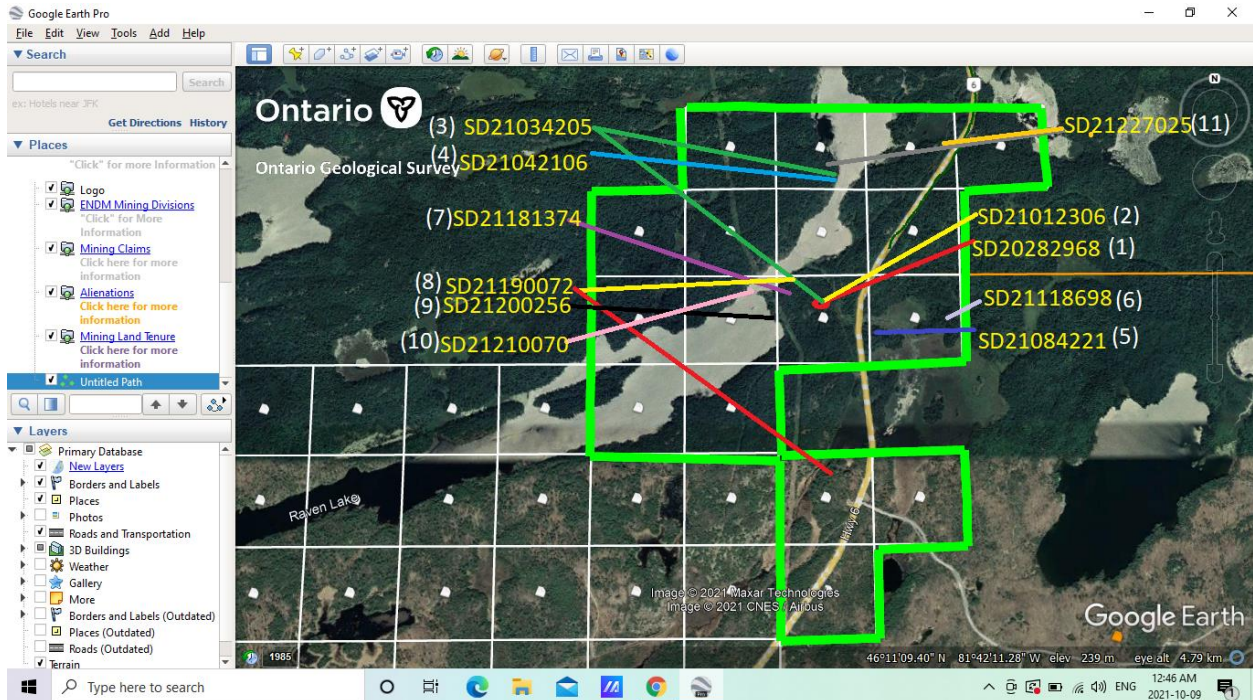 Google Earth Pro
File Edit View Tools Add Help
Search
Search
ex: Hotels near JFK
Get Directions History
Places
"Click" for more Information
Logo
ENDM Mining Divisions
"Click" for More
Information
Mining Claims
Click here for more
information
Alienations
Click here for more
information
Mining Land Tenure
Click here for more
information
Untitled Path
Layers
Primary Database
New Layers
Borders and Labels
Places
Photos
Roads and Transportation
3D Buildings
Weather
Gallery
More
Borders and Labels (Outdated)
Places (Outdated)
Roads (Outdated)
Terrain
Ontario
Ontario Geological Survey
N
6
(3) SD21034205
(4) SD21042106
(7) SD21181374
(8) SD21190072
(9) SD21200256
(10) SD21210070
SD21227025 (11)
SD21012306 (2)
SD20282968 (1)
SD21118698 (6)
SD21084221 (5)
Raven Lake
Hwy 6
Image © 2021 Maxar Technologies
Image © 2021 CNES / Airbus
Google Earth
1985
46°11'09.40" N 81°42'11.28" W elev 239 m eye alt 4.79 km
Type here to search
ENG
12:46 AM
2021-10-09
1